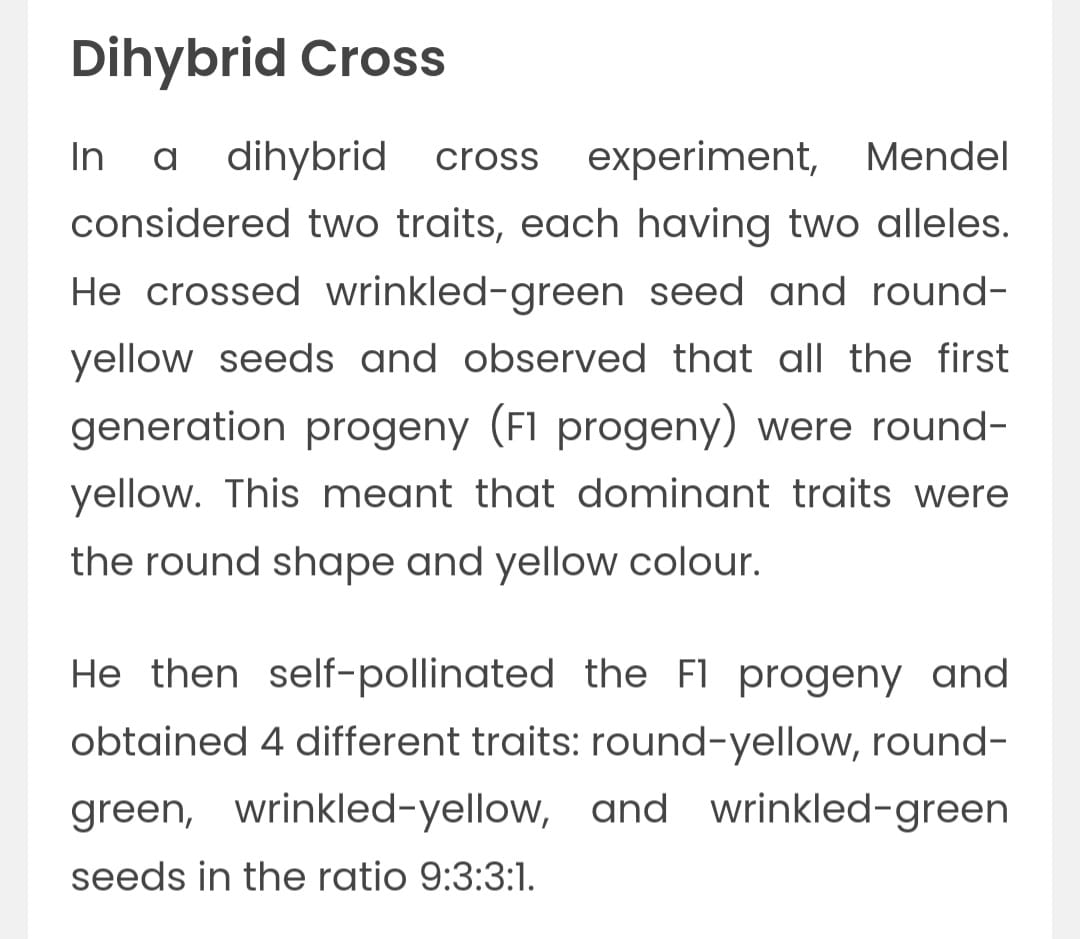 Dihybrid Cross
In a dihybrid cross experiment, Mendel
considered two traits, each having two alleles.
He crossed wrinkled-green seed and round-
yellow seeds and observed that all the first
generation progeny (F1 progeny) were round-
yellow. This meant that dominant traits were
the round shape and yellow colour.
He then self-pollinated the F1 progeny and
obtained 4 different traits: round-yellow, round-
green, wrinkled-yellow, and wrinkled-green
seeds in the ratio 9:3:3:1.